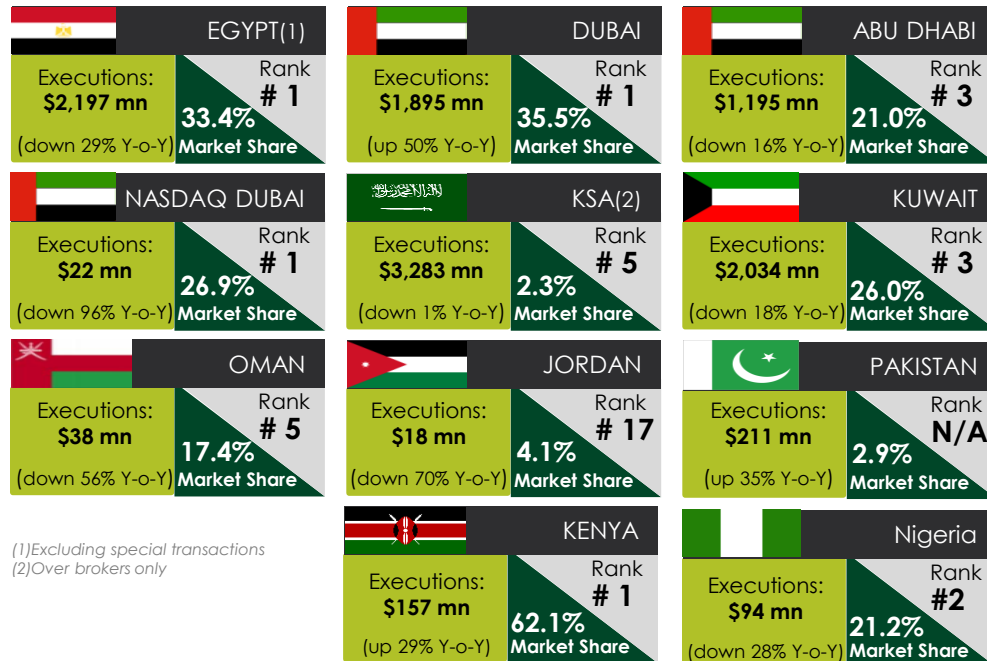 EGYPT(1)
Executions:
$2,197 mn
(down 29% Y-o-Y)
33.4%
Market Share
Rank
# 1
DUBAI
Executions:
$1,895 mn
(up 50% Y-o-Y)
35.5%
Market Share
Rank
# 1
ABU DHABI
Executions:
$1,195 mn
(down 16% Y-o-Y)
21.0%
Market Share
Rank
# 3
NASDAQ DUBAI
Executions:
$22 mn
(down 96% Y-o-Y)
26.9%
Market Share
Rank
# 1
KSA(2)
Executions:
$3,283 mn
(down 1% Y-o-Y)
2.3%
Market Share
Rank
# 5
KUWAIT
Executions:
$2,034 mn
(down 18% Y-o-Y)
26.0%
Market Share
Rank
# 3
OMAN
Executions:
$38 mn
(down 56% Y-o-Y)
17.4%
Market Share
Rank
# 5
JORDAN
Executions:
$18 mn
(down 70% Y-o-Y)
4.1%
Market Share
Rank
# 17
PAKISTAN
Executions:
$211 mn
(up 35% Y-o-Y)
2.9%
Market Share
Rank
N/A
KENYA
Executions:
$157 mn
(up 29% Y-o-Y)
62.1%
Market Share
Rank
# 1
Nigeria
Executions:
$94 mn
(down 28% Y-o-Y)
21.2%
Market Share
Rank
#2
(1)Excluding special transactions
(2)Over brokers only